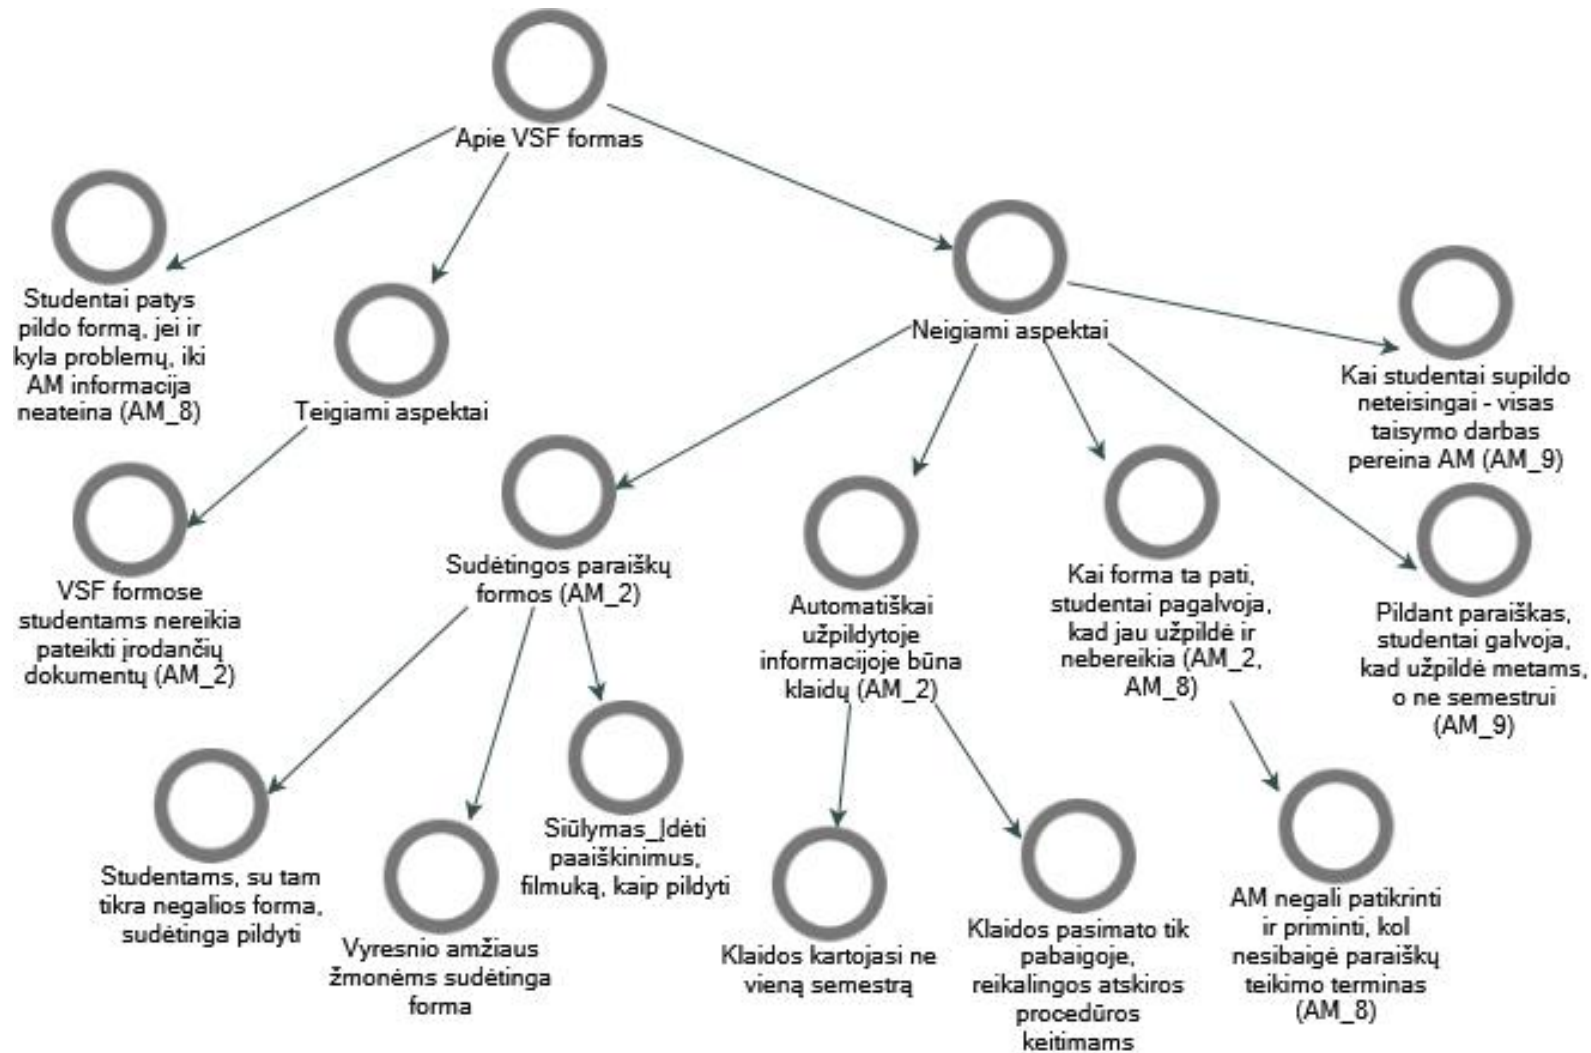 Apie VSF formas
Studentai patys
pildo formą, jei ir
kyla problemų, iki
AM informacija
neateina (AM_8)
Teigiami aspektai
Neigiami aspektai
Kai studentai supildo
neteisingai - visas
taisymo darbas
pereina AM (AM_9)
VSF formose
studentams nereikia
pateikti įrodančių
dokumentų (AM_2)
Sudėtingos paraiškų
formos (AM_2)
Automatiškai
užpildytoje
informacijoje būna
klaidų (AM_2)
Kai forma ta pati,
studentai pagalvoja,
kad jau užpildė ir
nebereikia (AM_2,
AM_8)
Pildant paraiškas,
studentai galvoja,
kad užpildė metams,
o ne semestrui
(AM_9)
Studentams, su tam
tikra negalios forma,
sudėtinga pildyti
Vyresnio amžiaus
žmonėms sudėtinga
forma
Siūlymas_Įdėti
paaiškinimus,
filmuką, kaip pildyti
Klaidos kartojasi ne
vieną semestrą
Klaidos pasimato tik
pabaigoje,
reikalingos atskiros
procedūros
keitimams
AM negali patikrinti
ir priminti, kol
nesibaigė paraiškų
teikimo terminas
(AM_8)